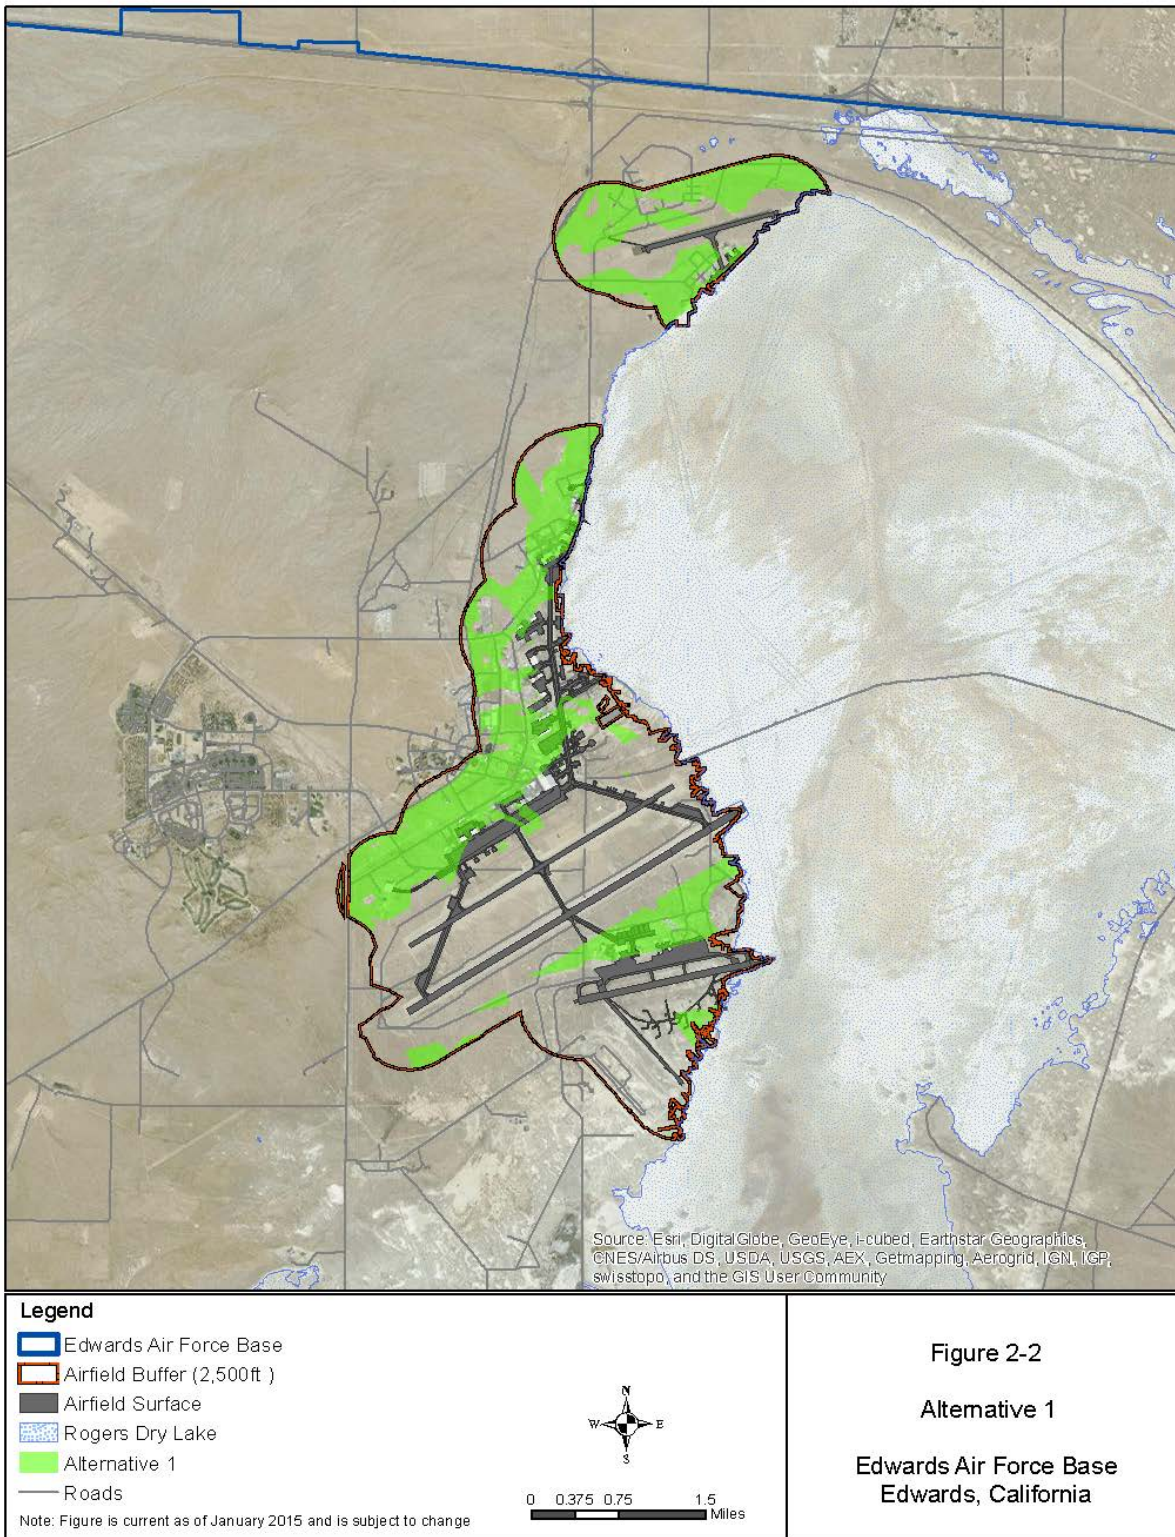 Source: Esri, DigitalGlobe, GeoEye, i-cubed, Earthstar Geographics,
CNES/Airbus DS, USDA, USGS, AEX, Getmapping, Aerogrid, IGN, IGP,
swisstopo, and the GIS User Community
Legend
Edwards Air Force Base
Airfield Buffer (2,500ft )
Airfield Surface
Rogers Dry Lake
Alternative 1
Roads
Note: Figure is current as of January 2015 and is subject to change
N
W E
S
0 0.375 0.75 1.5
Miles
Figure 2-2
Alternative 1
Edwards Air Force Base
Edwards, California